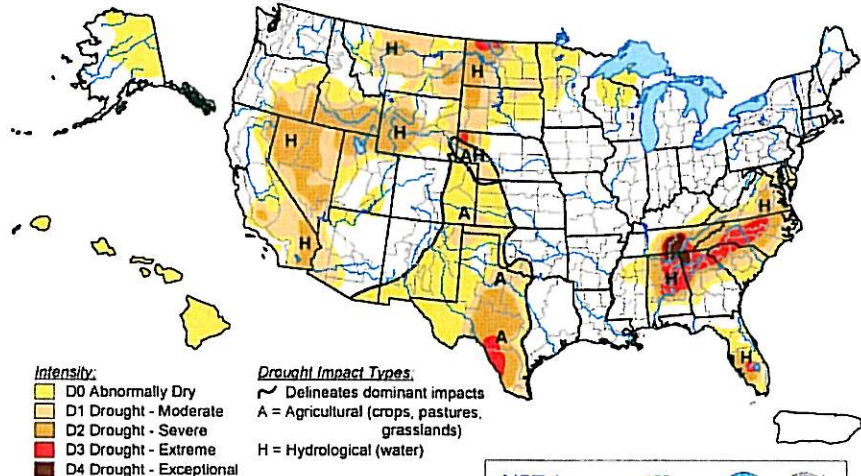 H
H
H
H
AH
A
H
H
H
A
A
H
Intensity:
D0 Abnormally Dry
D1 Drought - Moderate
D2 Drought - Severe
D3 Drought - Extreme
D4 Drought - Exceptional
Drought Impact Types:
Delineates dominant impacts
A = Agricultural (crops, pastures,
grasslands)
H = Hydrological (water)